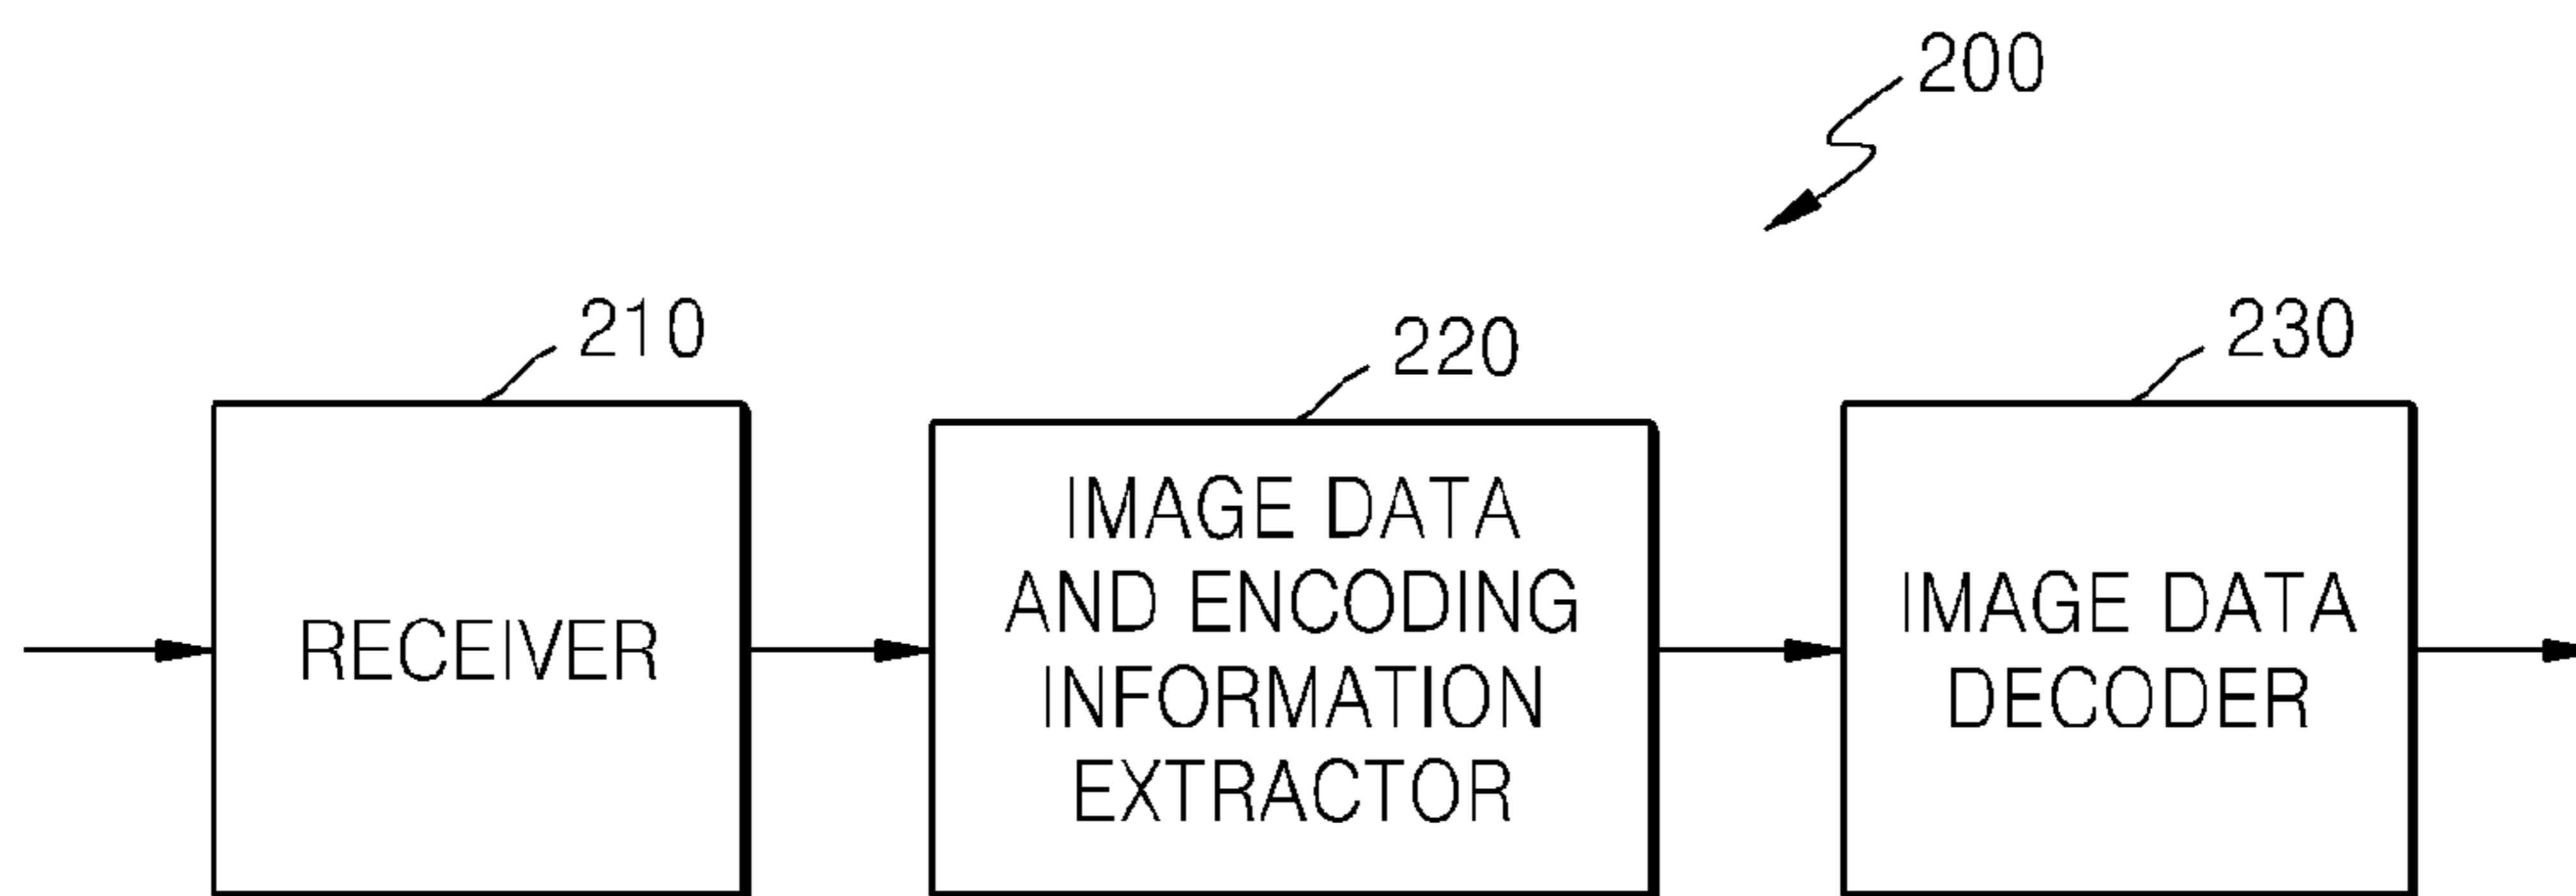 200
210
220
230
RECEIVER
IMAGE DATA
AND ENCODING
INFORMATION
EXTRACTOR
IMAGE DATA
DECODER